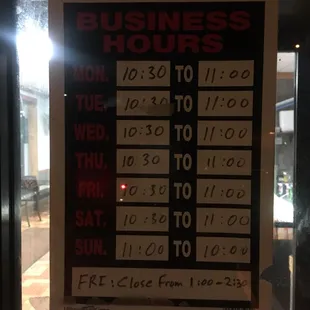 BUSINESS
HOURS
MON. 10:30 TO 11:00
TUE. 10:30 TO 11:00
WED. 10:30 TO 11:00
THU. 10:30 TO 11:00
FRI. 10:30 TO 11:00
SAT. 10:30 TO 11:00
SUN. 11:00 TO 10:00
FRI: Close From 1:00-2:30